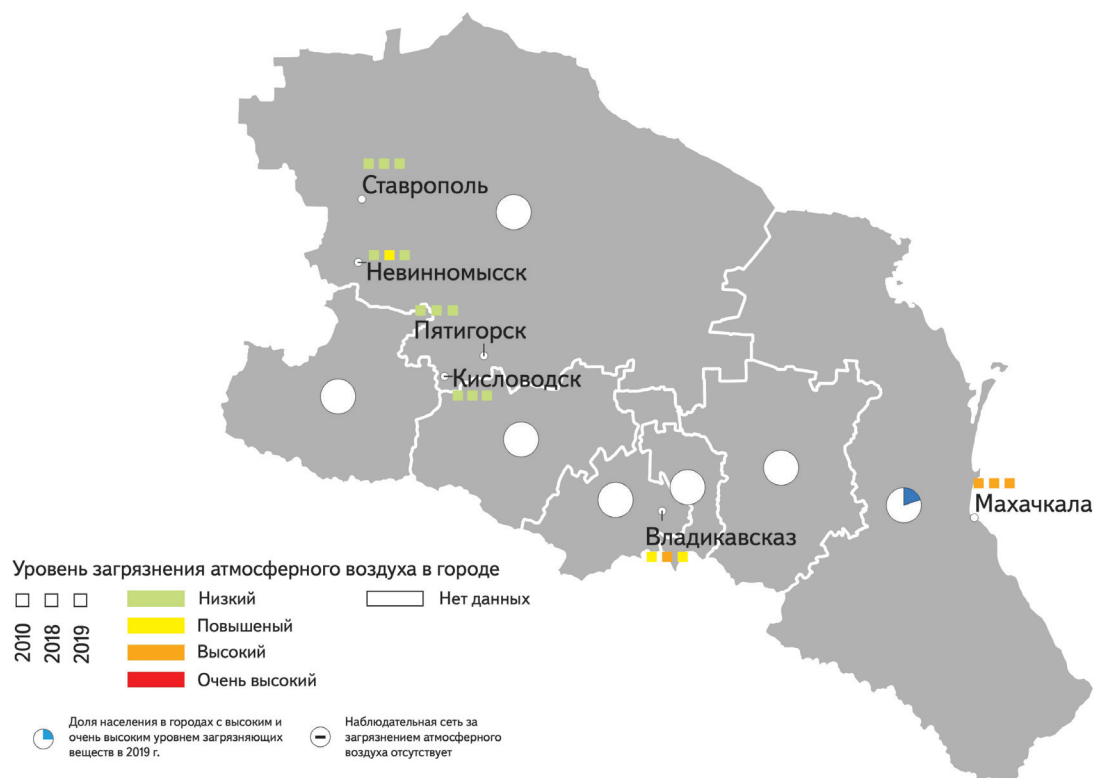 Ставрополь
Невинномысск
Пятигорск
Кисловодск
Махачкала
Владикавсказ
Уровень загрязнения атмосферного воздуха в городе
2010
2018
2019
Низкий
Повышеный
Высокий
Очень высокий
Нет данных
Доля населения в городах с высоким и
очень высоким уровнем загрязняющих
веществ в 2019 г.
Наблюдательная сеть за
загрязнением атмосферного
воздуха отсутствует